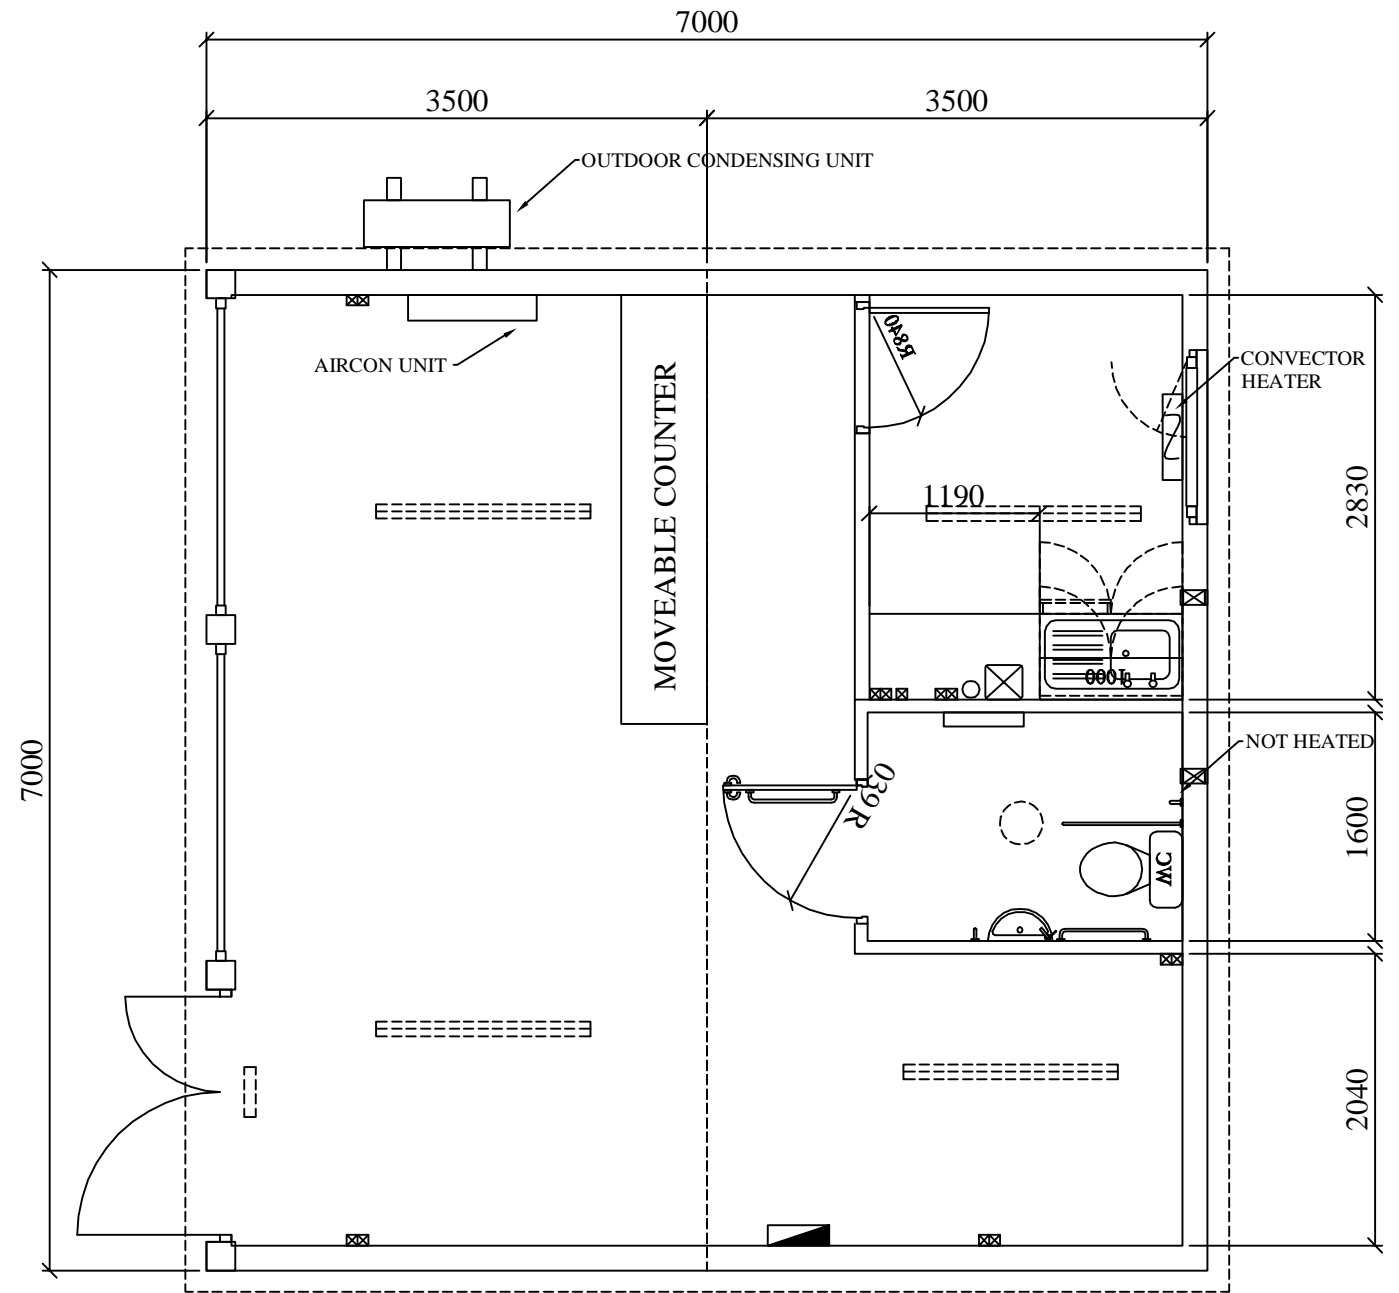 7000
3500
3500
OUTDOOR CONDENSING UNIT
AIRCON UNIT
R840
CONVECTOR
HEATER
MOVEABLE COUNTER
1190
2830
1000
7000
NOT HEATED
039R
1600
WC
2040